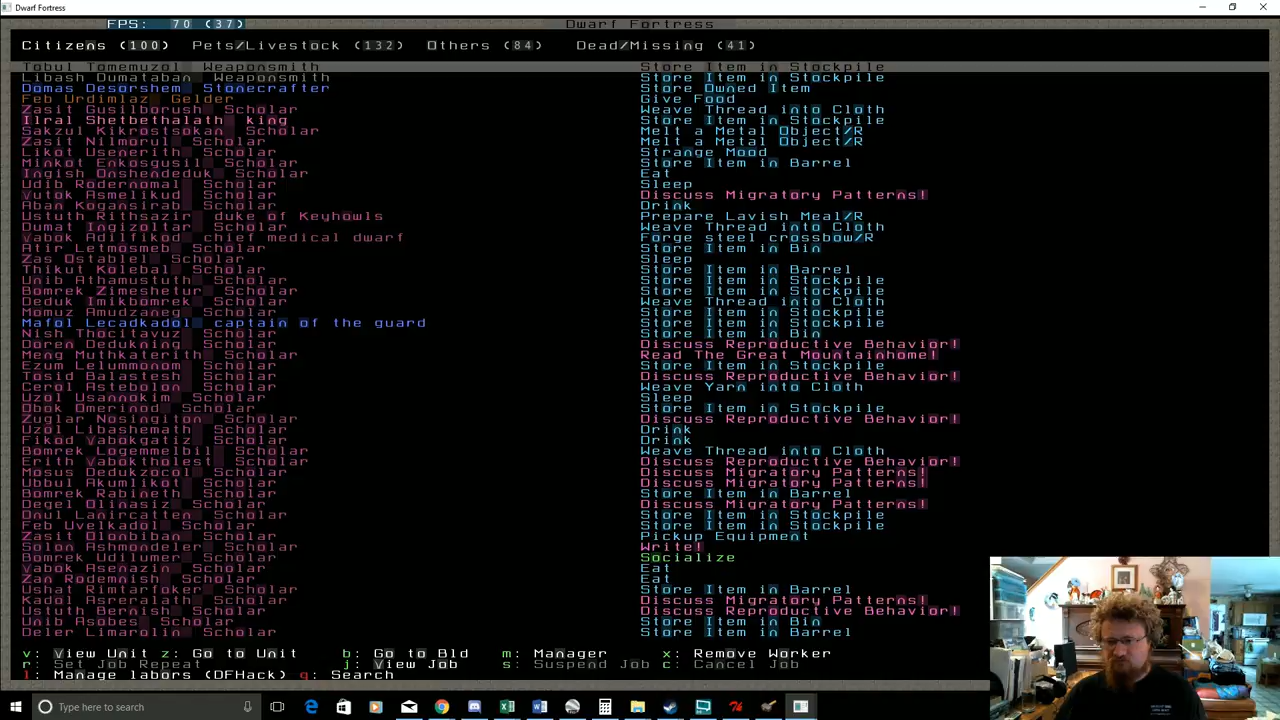 Dwarf Fortress
FPS: 70 (37) Dwarf Fortress
Citizens (100) Pets/Livestock (132) Others (84) Dead/Missing (41)
Tobul Tomemuzol Weaponsmith Store Item in Stockpile
Libash Dumataban Weaponsmith Store Item in Stockpile
Domas Desorshem Stonecrafter Store Owned Item
Feb Urdimlaz Gelder Give Food
Zasit Gusilborush Scholar Weave Thread into Cloth
Ilral Shetbethalath king Store Item in Stockpile
Sakzul Kikrostsokan Scholar Melt a Metal Object/R
Zasit Nilmorul Scholar Melt a Metal Object/R
Likot Usenerith Scholar Strange Mood
Minkot Enkosgusil Scholar Store Item in Barrel
Ingish Onshendeduk Scholar Eat
Udib Rodernomal Scholar Sleep
Vutok Asmelikud Scholar Discuss Migratory Patterns!
Aban Kogansirab Scholar Drink
Ustuth Rithsazir duke of Keyhowls Prepare Lavish Meal/R
Dumat Ingizoltar Scholar Weave Thread into Cloth
Vabok Adilfikod chief medical dwarf Forge steel crossbow/R
Atir Letmosmeb Scholar Store Item in Bin
Zas Ostablel Scholar Sleep
Thikut Kolebal Scholar Store Item in Barrel
Unib Athamustuth Scholar Store Item in Stockpile
Bomrek Zimeshetur Scholar Store Item in Stockpile
Deduk Imikbomrek Scholar Weave Thread into Cloth
Momuz Amudzaneg Scholar Store Item in Stockpile
Mafol Lecadkadol captain of the guard Store Item in Stockpile
Nish Thocitavuz Scholar Store Item in Bin
Doren Dedukning Scholar Discuss Reproductive Behavior!
Meng Muthkaterith Scholar Read The Great Mountainhome!
Ezum Lelummonom Scholar Store Item in Stockpile
Tosid Balastesh Scholar Discuss Reproductive Behavior!
Cerol Astebolon Scholar Weave Yarn into Cloth
Uzol Usannokim Scholar Sleep
Obok Omerinod Scholar Store Item in Stockpile
Zuglar Nosingiton Scholar Discuss Reproductive Behavior!
Uzol Libashemath Scholar Drink
Fikod Vabokgatiz Scholar Drink
Bomrek Logemmelbil Scholar Weave Thread into Cloth
Erith Vaboktholest Scholar Discuss Reproductive Behavior!
Mosus Dedukzocol Scholar Discuss Migratory Patterns!
Ubbul Akumlikot Scholar Discuss Migratory Patterns!
Bomrek Rabineth Scholar Store Item in Barrel
Degel Olinasiz Scholar Discuss Migratory Patterns!
Onul Lanircatten Scholar Store Item in Stockpile
Feb Uvelkadol Scholar Store Item in Stockpile
Zasit Olonbiban Scholar Pickup Equipment
Solon Ashmondeler Scholar Write!
Bomrek Udilumer Scholar Socialize
Vabok Asenazin Scholar Eat
Zan Rodemnish Scholar Eat
Ushat Rimtarfoker Scholar Store Item in Barrel
Kadol Asreralath Scholar Discuss Migratory Patterns!
Ustuth Bernish Scholar Discuss Reproductive Behavior!
Unib Asobes Scholar Store Item in Bin
Deler Limarolin Scholar Store Item in Barrel
v: View Unit z: Go to Unit b: Go to Bld m: Manager x: Remove Worker
r: Set Job Repeat j: View Job s: Suspend Job c: Cancel Job
l: Manage labors (DFHack) q: Search
Type here to search